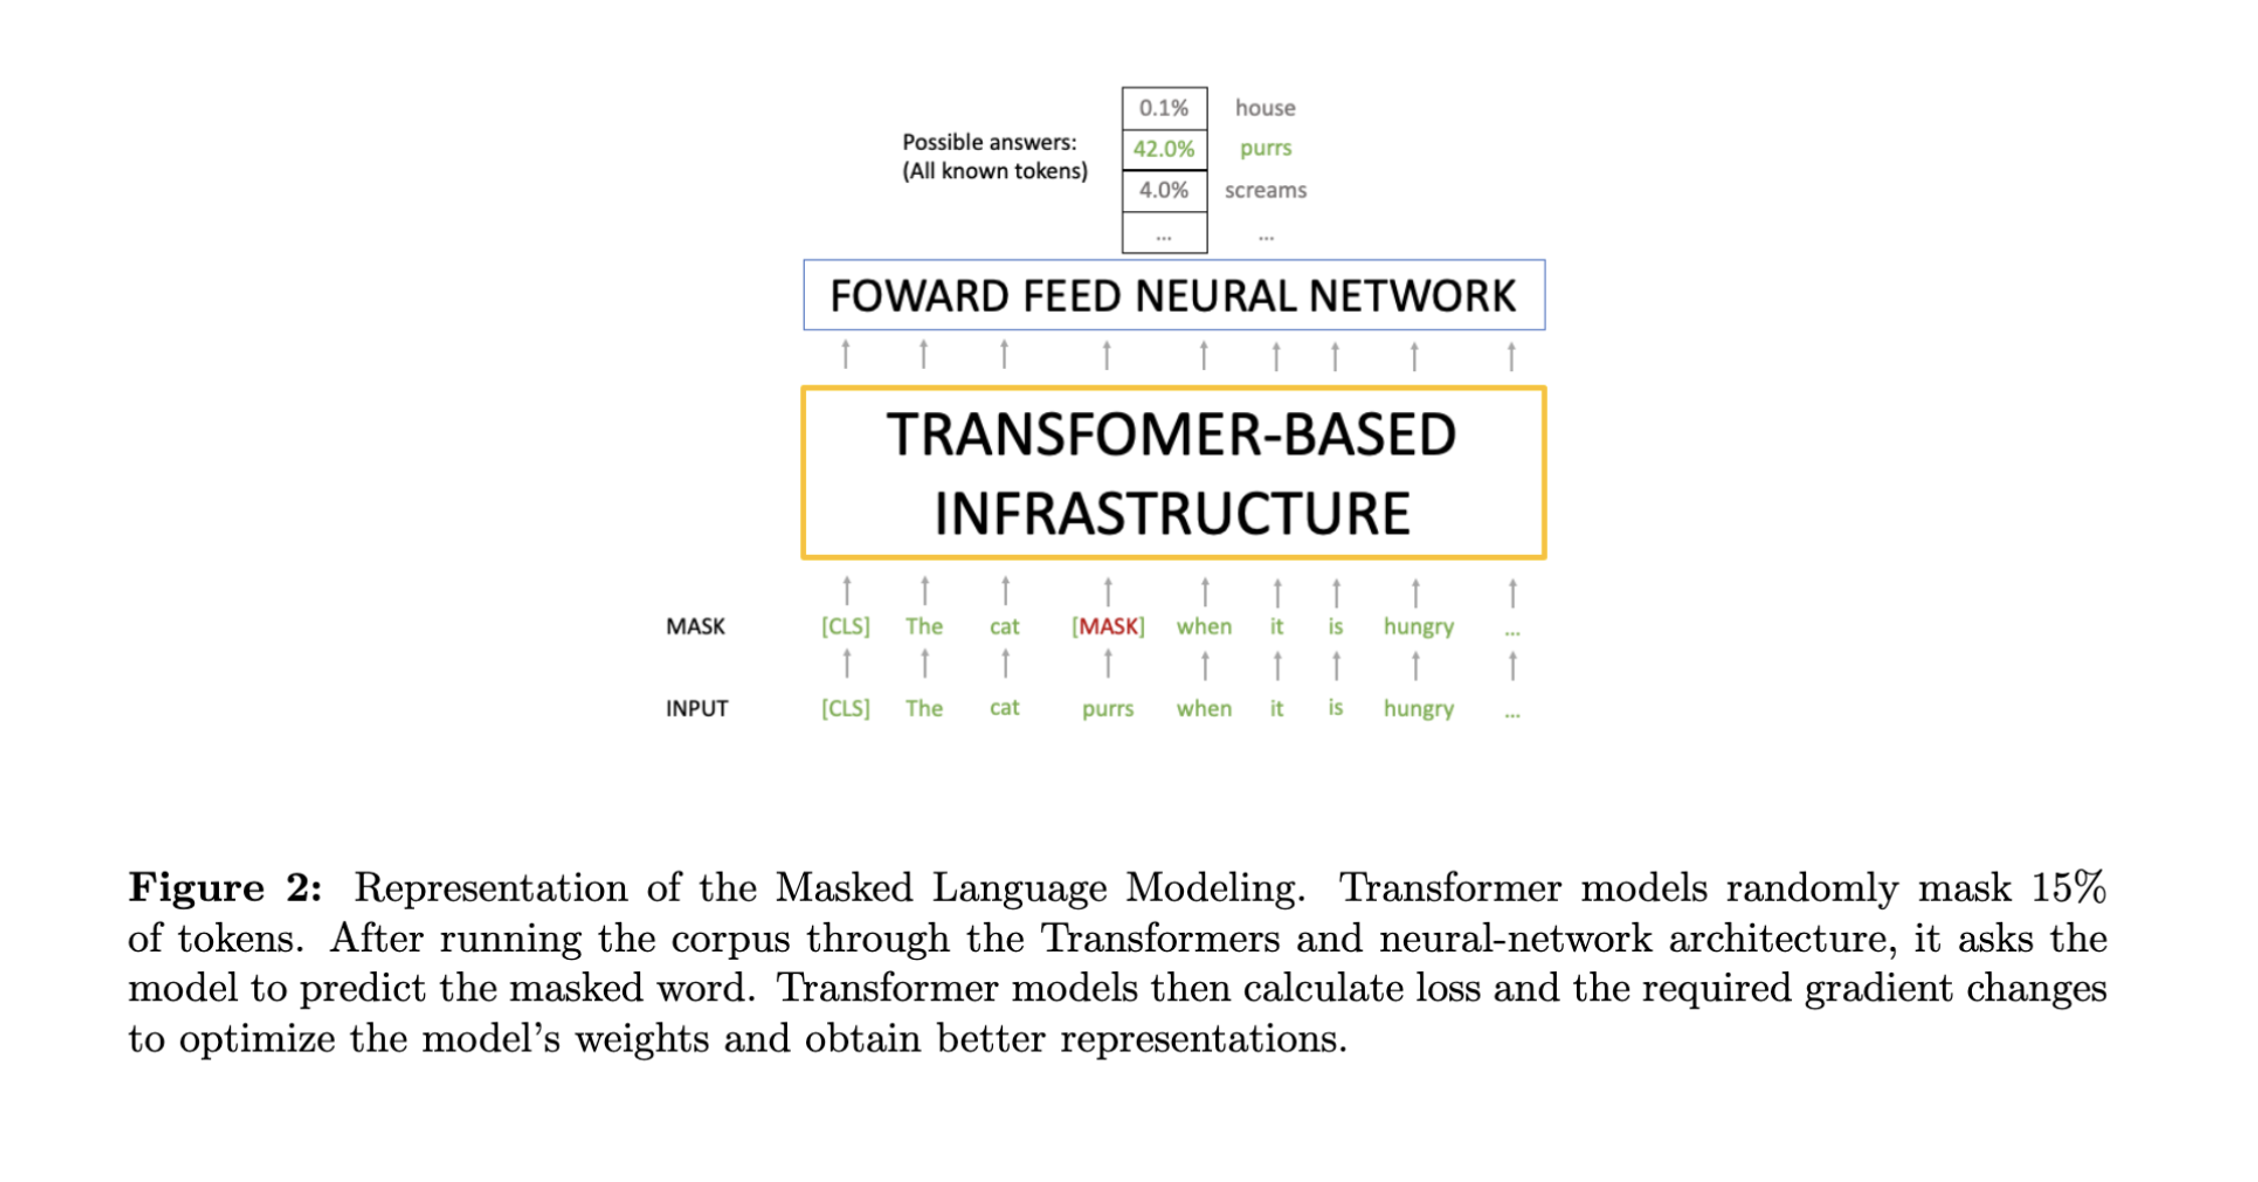 0.1% house
Possible answers:
(All known tokens)
42.0% purrs
4.0% screams
... ...
FOWARD FEED NEURAL NETWORK
TRANSFOMER-BASED
INFRASTRUCTURE
MASK [CLS] The cat [MASK] when it is hungry ...
INPUT [CLS] The cat purrs when it is hungry ...
Figure 2: Representation of the Masked Language Modeling. Transformer models randomly mask 15%
of tokens. After running the corpus through the Transformers and neural-network architecture, it asks the
model to predict the masked word. Transformer models then calculate loss and the required gradient changes
to optimize the model's weights and obtain better representations.